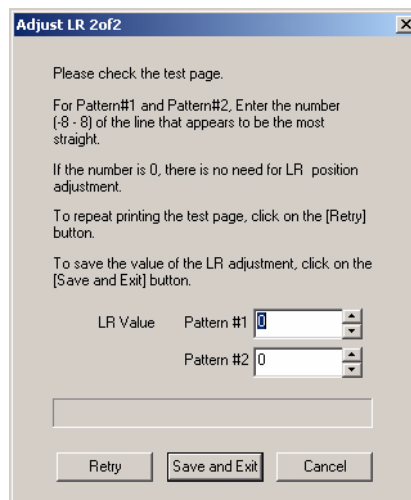 Adjust LR 2of2
Please check the test page.
For Pattern#1 and Pattern#2, Enter the number
(-8 - 8) of the line that appears to be the most
straight.
If the number is 0, there is no need for LR  position
adjustment.
To repeat printing the test page, click on the [Retry]
button.
To save the value of the LR adjustment, click on the
[Save and Exit] button.
LR Value Pattern #1 0
Pattern #2 0
Retry Save and Exit Cancel